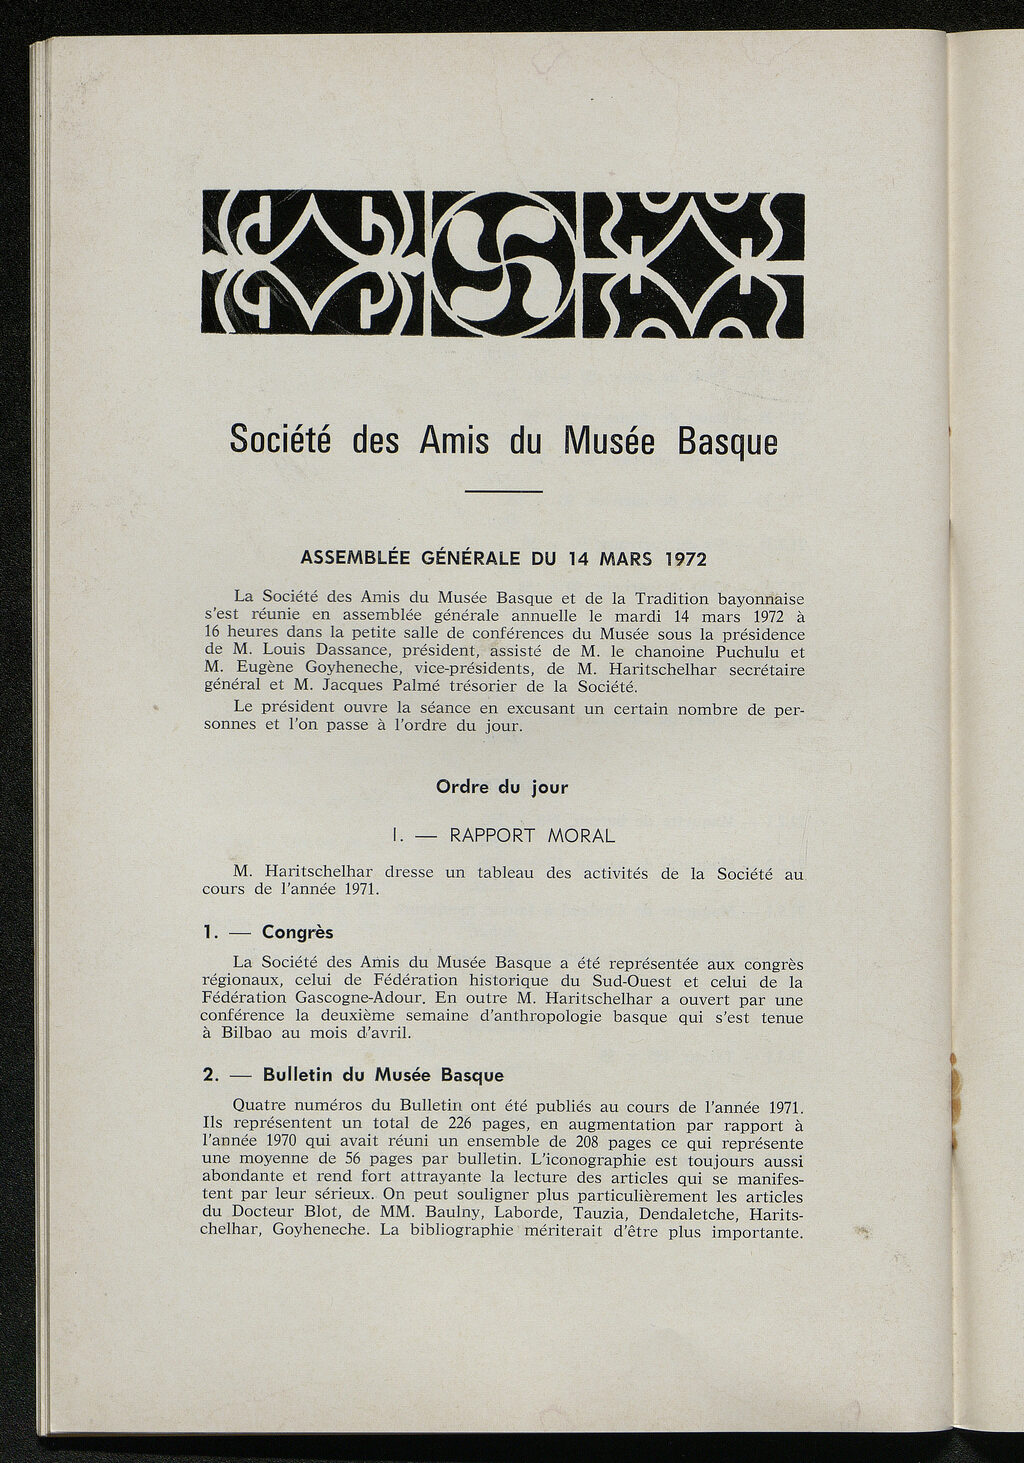 Société des Amis du Musée Basque
ASSEMBLÉE GÉNÉRALE DU 14 MARS 1972
La Société des Amis du Musée Basque et de la Tradition bayonnaise
s'est réunie en assemblée générale annuelle le mardi 14 mars 1972 à
16 heures dans la petite salle de conférences du Musée sous la présidence
de M. Louis Dassance, président, assisté de M. le chanoine Puchulu et
M. Eugène Goyheneche, vice-présidents, de M. Haritschelhar secrétaire
général et M. Jacques Palmé trésorier de la Société.
Le président ouvre la séance en excusant un certain nombre de per-
sonnes et l'on passe à l'ordre du jour.
Ordre du jour
I. — RAPPORT MORAL
M. Haritschelhar dresse un tableau des activités de la Société au
cours de l'année 1971.
1. — Congrès
La Société des Amis du Musée Basque a été représentée aux congrès
régionaux, celui de Fédération historique du Sud-Ouest et celui de la
Fédération Gascogne-Adour. En outre M. Haritschelhar a ouvert par une
conférence la deuxième semaine d'anthropologie basque qui s'est tenue
à Bilbao au mois d'avril.
2. — Bulletin du Musée Basque
Quatre numéros du Bulletin ont été publiés au cours de l'année 1971.
Ils représentent un total de 226 pages, en augmentation par rapport à
l'année 1970 qui avait réuni un ensemble de 208 pages ce qui représente
une moyenne de 56 pages par bulletin. L'iconographie est toujours aussi
abondante et rend fort attrayante la lecture des articles qui se manifes-
tent par leur sérieux. On peut souligner plus particulièrement les articles
du Docteur Blot, de MM. Baulny, Laborde, Tauzia, Dendaletche, Harits-
chelhar, Goyheneche. La bibliographie mériterait d'être plus importante.